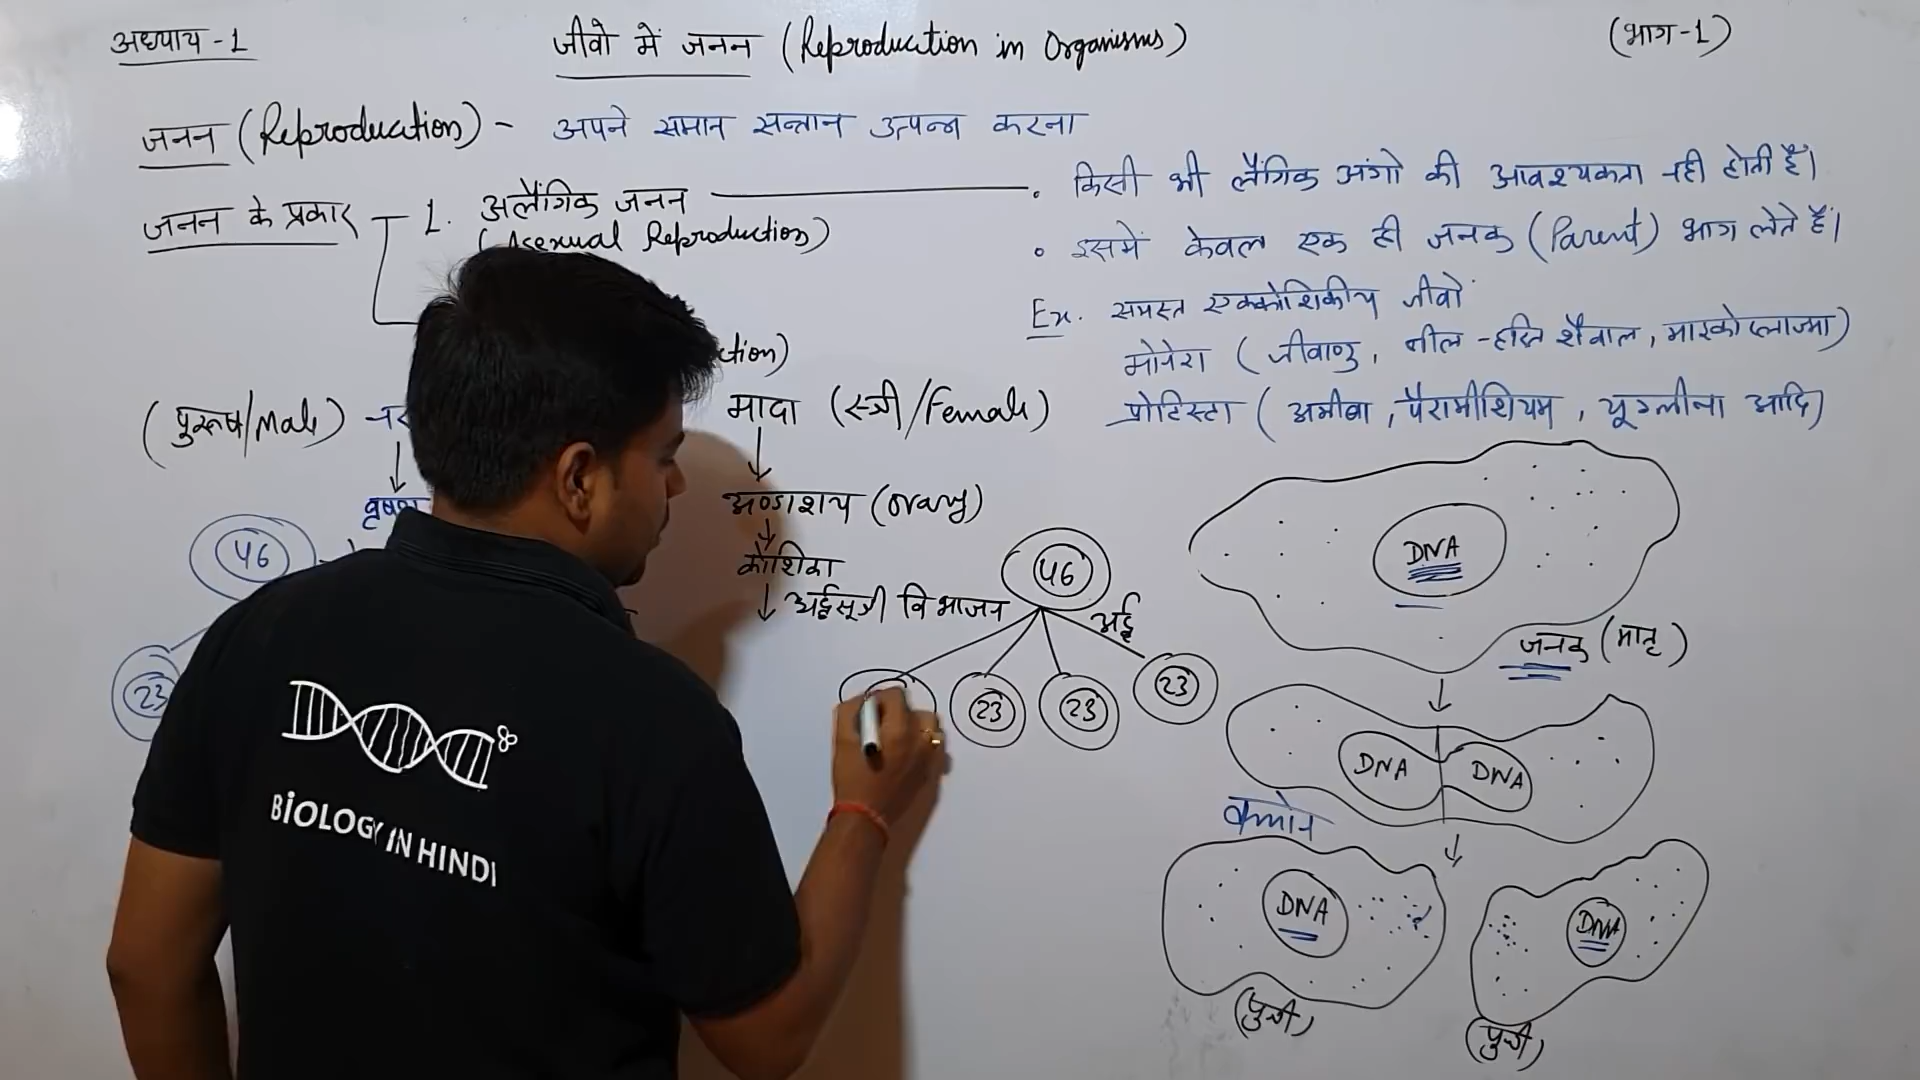 अध्याय -1
जीवो में जनन (Reproduction in Organisms)
(भाग-1)
जनन (Reproduction) - अपने समान सन्तान उत्पन्न करना
जनन के प्रकार
1. अलैंगिक जनन
(Asexual Reproduction)
• किसी भी लैंगिक अंगो की आवश्यकता नही होती है।
• इसमें केवल एक ही जनक (Parent) भाग लेते हैं।
Ex. समस्त एककोशिकीय जीवों
मोनेरा (जीवाणु, नील-हरित शैवाल, माइकोप्लाज्मा)
प्रोटिस्टा (अमीबा, पैरामीशियम, यूग्लीना आदि)
ction)
(पुरूष/Male) नर
वृषण
46
23
मादा (स्त्री/Female)
अण्डाशय (Ovary)
कोशिका
अर्द्धसूत्री विभाजन
46
अर्द्ध
23
23
23
DNA
जनक (मातृ)
DNA
DNA
क्लोन
DNA
DNA
(पुत्री)
(पुत्री)
BiOLOGY IN HINDI